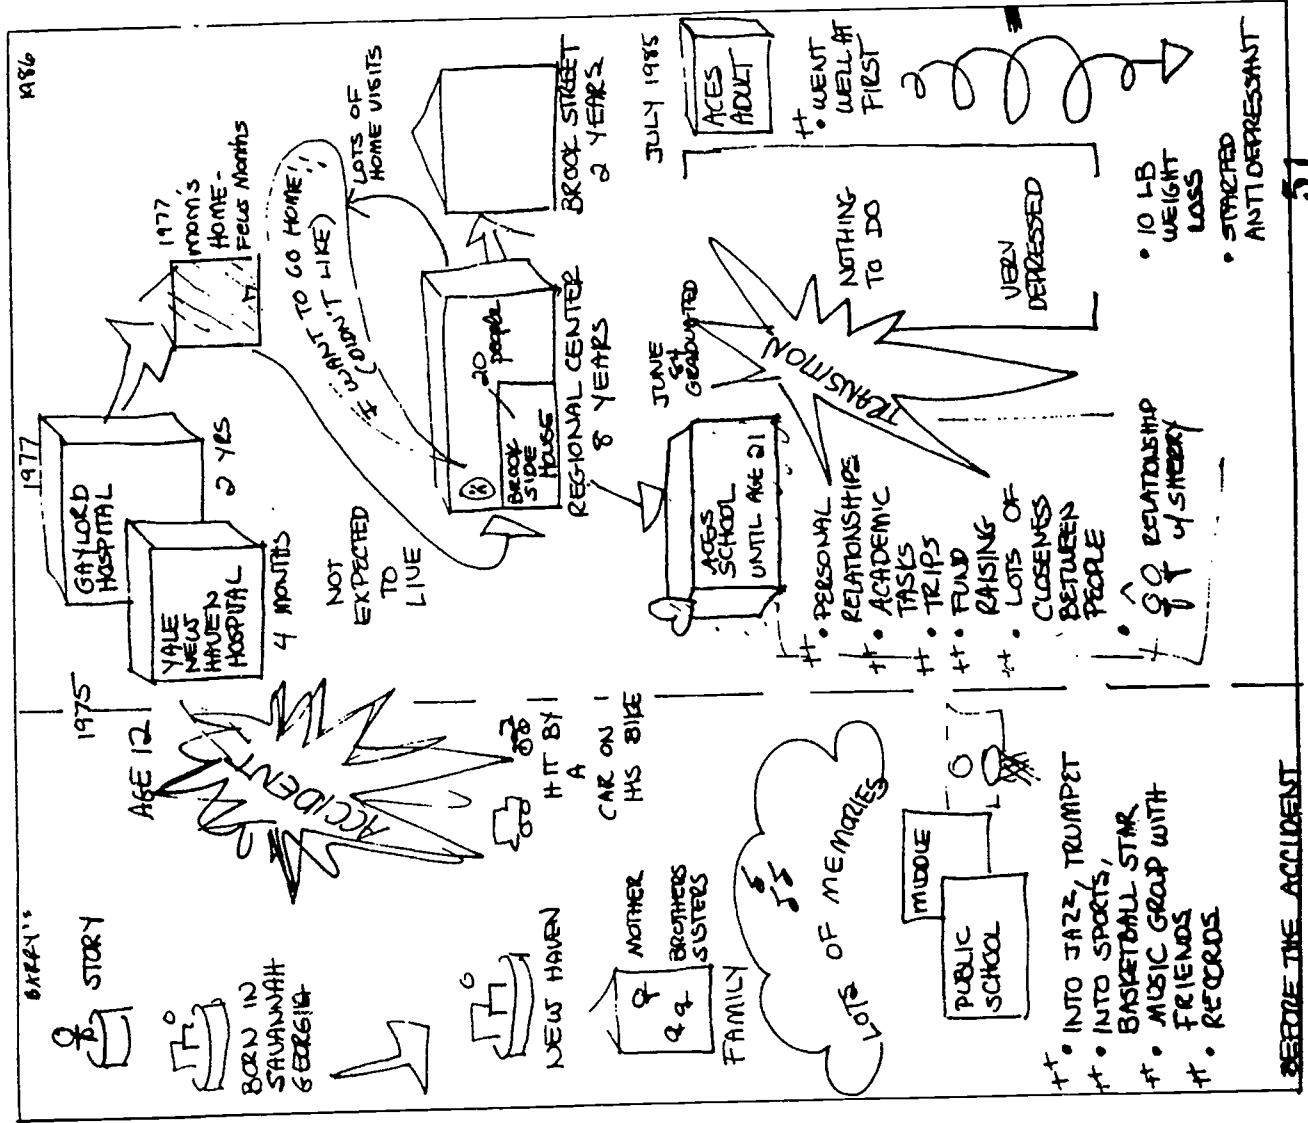 BARRY'S
STORY
BORN IN
SAVANNAH
GEORGIA
NEW HAVEN
MOTHER
BROTHERS
SISTERS
FAMILY
LOTS OF MEMORIES
PUBLIC
SCHOOL
MIDDLE
++ • INTO JAZZ, TRUMPET
++ • INTO SPORTS,
BASKETBALL STAR
++ • MUSIC GROUP WITH
FRIENDS
++ • RECORDS
BEFORE THE ACCIDENT
1975
AGE 12
ACCIDENT
HIT BY
A
CAR ON
HIS BIKE
YALE
NEW
HAVEN
HOSPITAL
4 MONTHS
1977
GAYLORD
HOSPITAL
2 YRS
NOT
EXPECTED
TO
LIVE
1977
MOM'S
HOME -
FEW MONTHS
1986
I WANT TO GO HOME!
(DIDN'T LIKE)
LOTS OF
HOME VISITS
20
people
BROOK
SIDE
HOUSE
REGIONAL CENTER
8 YEARS
BROOK STREET
2 YEARS
ACES
SCHOOL
UNTIL AGE 21
JUNE
84
GRADUATED
++ • PERSONAL
RELATIONSHIPS
++ • ACADEMIC
TASKS
++ • TRIPS
++ • FUND
RAISING
++ • LOTS OF
CLOSENESS
BETWEEN
PEOPLE
• RELATIONSHIP
W/ SHERRY
TRANSITION
NOTHING
TO DO
VERY
DEPRESSED
JULY 1985
ACES
ADULT
++ • WENT
WELL AT
FIRST
• 10 LB
WEIGHT
LOSS
• STARTED
ANTIDEPRESSANT
51